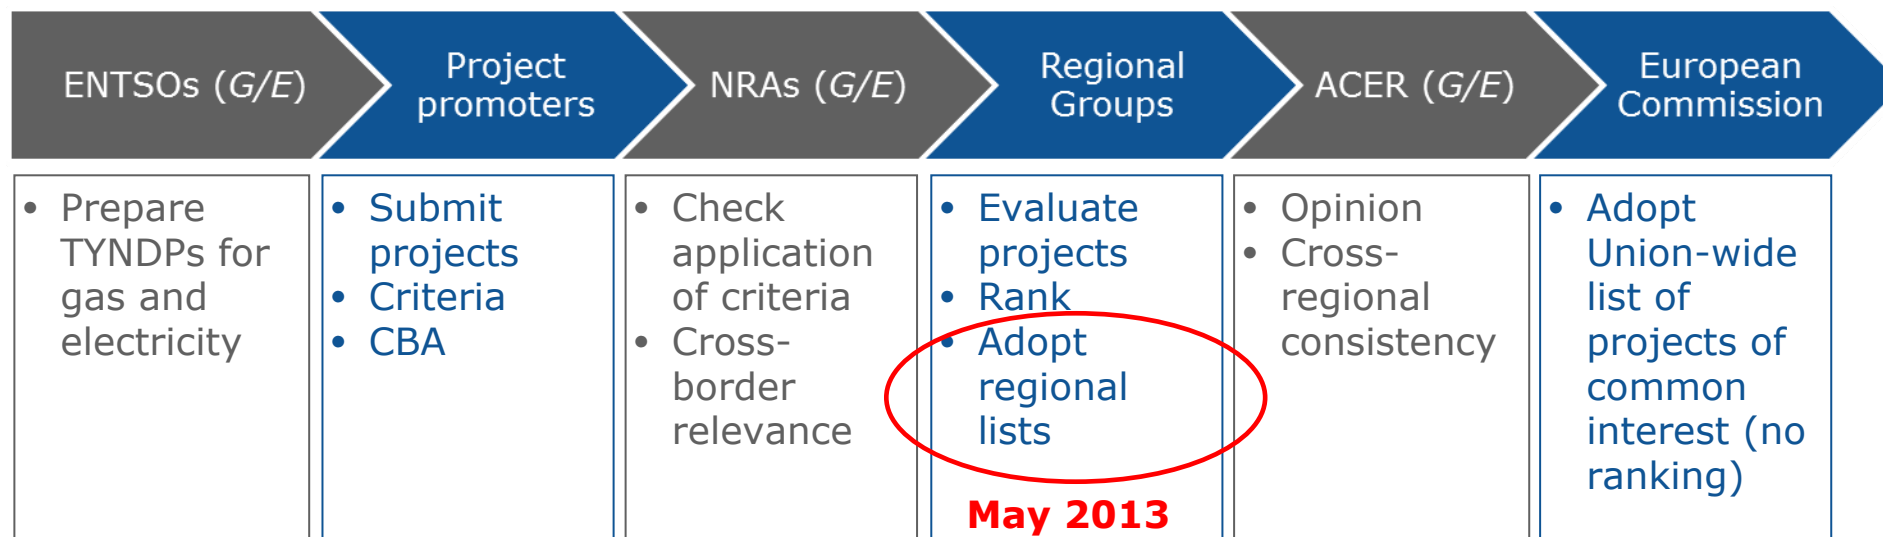 ENTSOs (G/E)
Project
promoters
NRAs (G/E)
Regional
Groups
ACER (G/E)
European
Commission
• Prepare
TYNDPs for
gas and
electricity
• Submit
projects
• Criteria
• CBA
• Check
application
of criteria
• Cross-
border
relevance
• Evaluate
projects
• Rank
• Adopt
regional
lists
May 2013
• Opinion
• Cross-
regional
consistency
• Adopt
Union-wide
list of
projects of
common
interest (no
ranking)